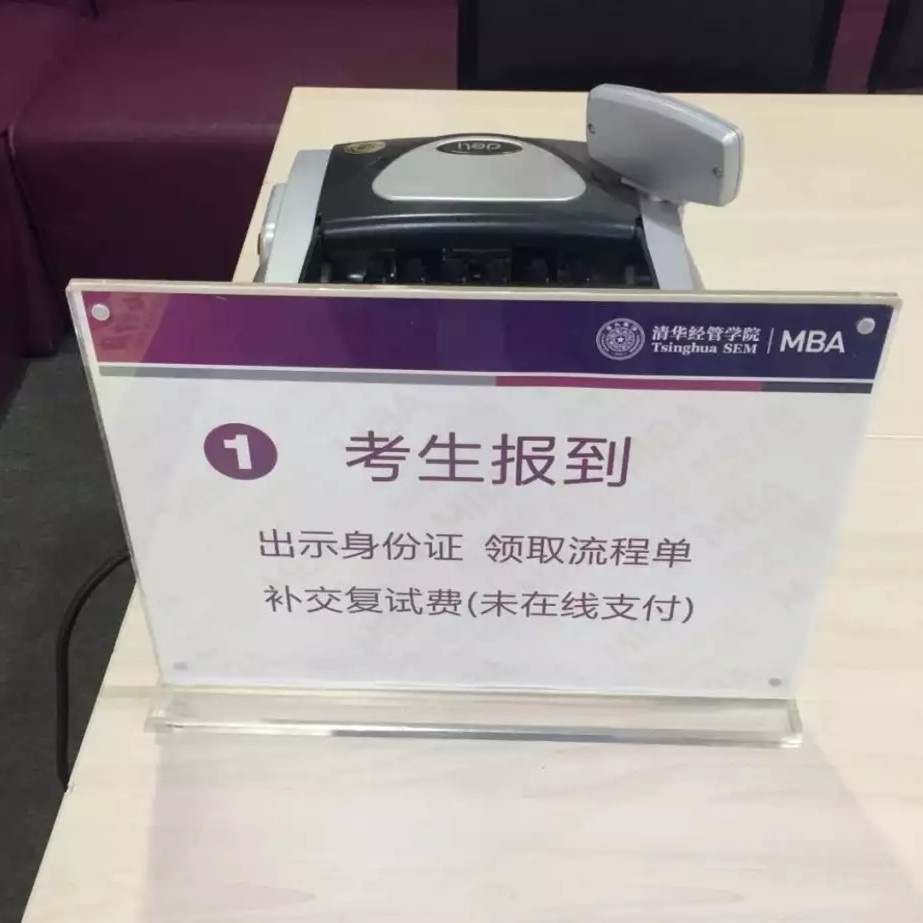 deli
清华经管学院
Tsinghua SEM
MBA
1 考生报到
出示身份证 领取流程单
补交复试费(未在线支付)